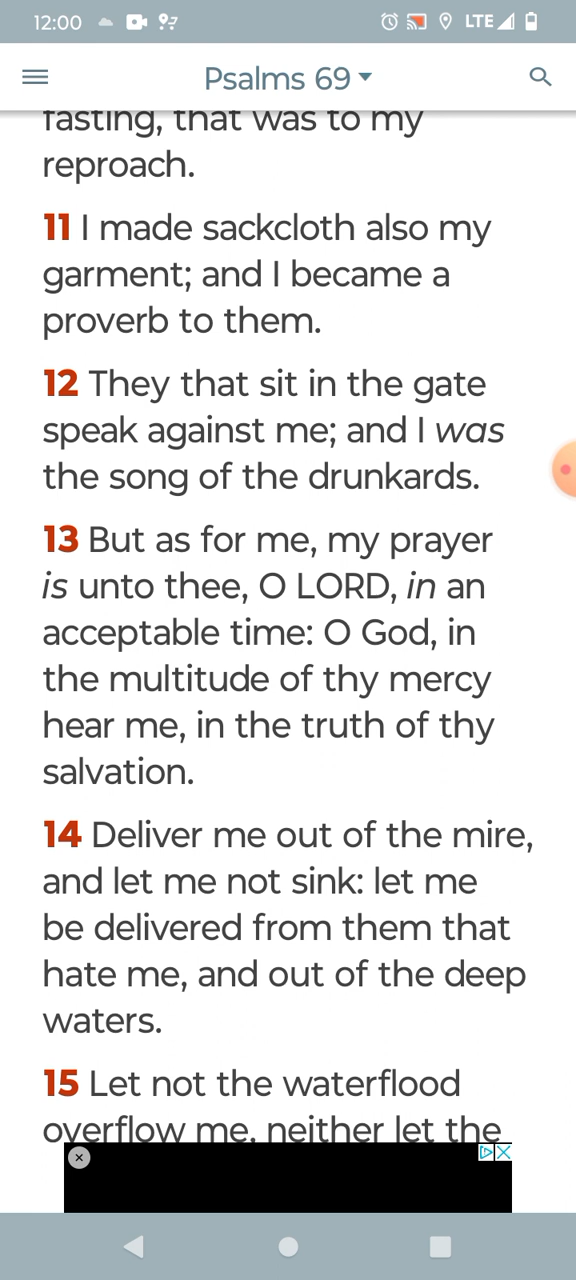 12:00
LTE
Psalms 69
fasting, that was to my
reproach.
11 I made sackcloth also my
garment; and I became a
proverb to them.
12 They that sit in the gate
speak against me; and I was
the song of the drunkards.
13 But as for me, my prayer
is unto thee, O LORD, in an
acceptable time: O God, in
the multitude of thy mercy
hear me, in the truth of thy
salvation.
14 Deliver me out of the mire,
and let me not sink: let me
be delivered from them that
hate me, and out of the deep
waters.
15 Let not the waterflood
overflow me, neither let the